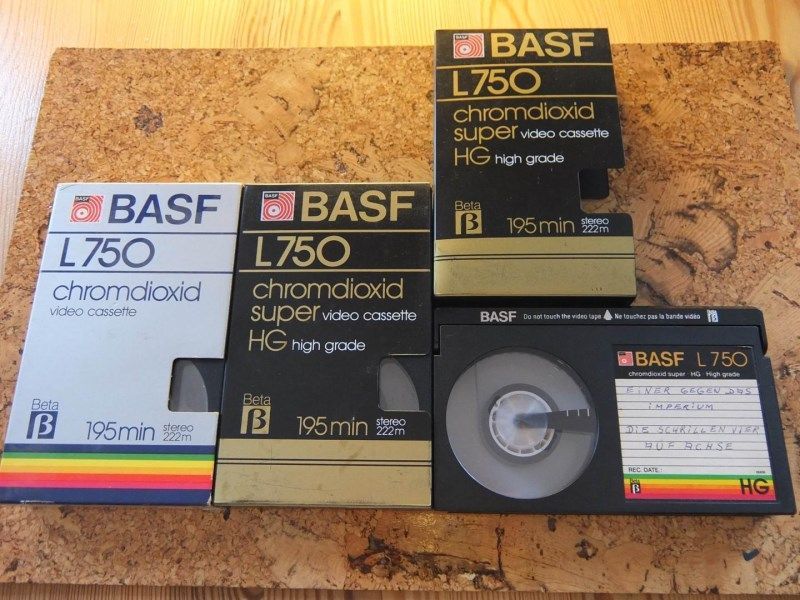 BASF
L750
chromdioxid
video cassette
Beta
β
195min stereo
222m
BASF
L750
chromdioxid
super video cassette
HG high grade
Beta
β
195min stereo
222m
BASF
L750
chromdioxid
super video cassette
HG high grade
Beta
β
195min stereo
222m
BASF Do not touch the video tape Ne touchez pas la bande vidéo β
BASF L750
chromdioxid super HG High grade
EINER GEGEN DAS
IMPERIUM
DIE SCHRILLEN VIER
AUF ACHSE
REC. DATE.:
Beta
β
HG